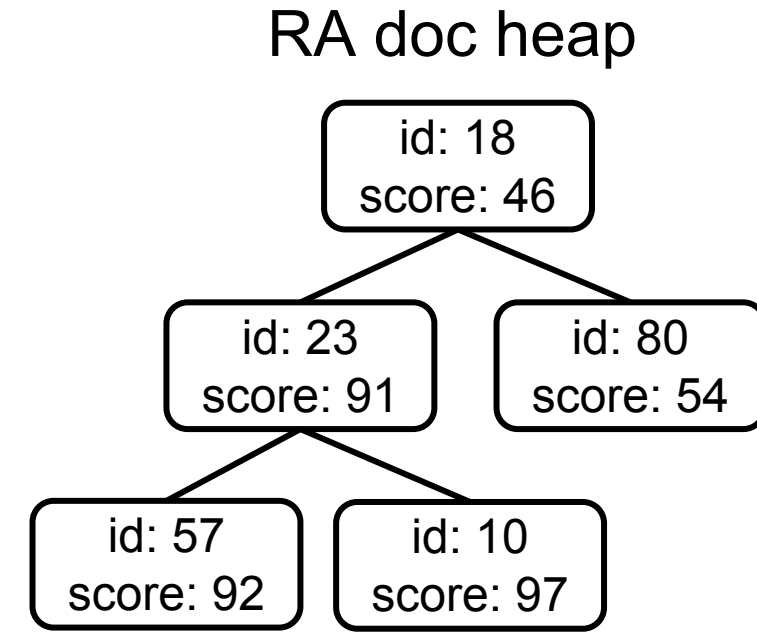 RA doc heap
id: 18
score: 46
id: 23
score: 91
id: 80
score: 54
id: 57
score: 92
id: 10
score: 97